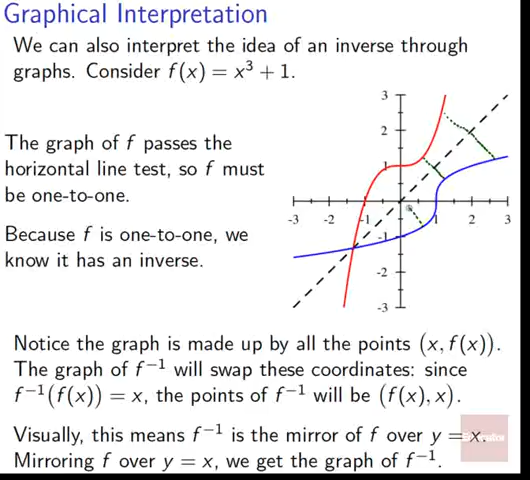 Graphical Interpretation
We can also interpret the idea of an inverse through
graphs. Consider f(x) = x³ + 1.
The graph of f passes the
horizontal line test, so f must
be one-to-one.
Because f is one-to-one, we
know it has an inverse.
3
2
1
-3 -2 -1 1 2 3
-1
-2
-3
Notice the graph is made up by all the points (x, f(x)).
The graph of f⁻¹ will swap these coordinates: since
f⁻¹(f(x)) = x, the points of f⁻¹ will be (f(x), x).
Visually, this means f⁻¹ is the mirror of f over y = x.
Mirroring f over y = x, we get the graph of f⁻¹.